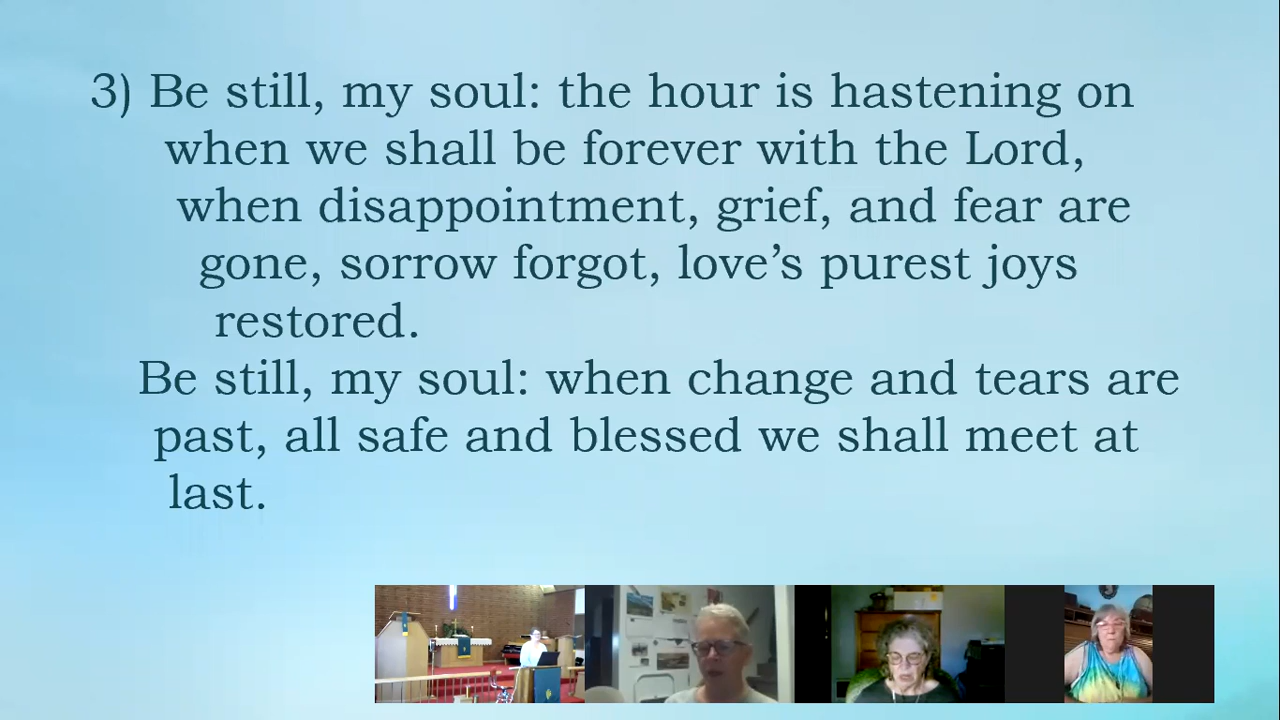 3) Be still, my soul: the hour is hastening on
when we shall be forever with the Lord,
when disappointment, grief, and fear are
gone, sorrow forgot, love’s purest joys
restored.
Be still, my soul: when change and tears are
past, all safe and blessed we shall meet at
last.